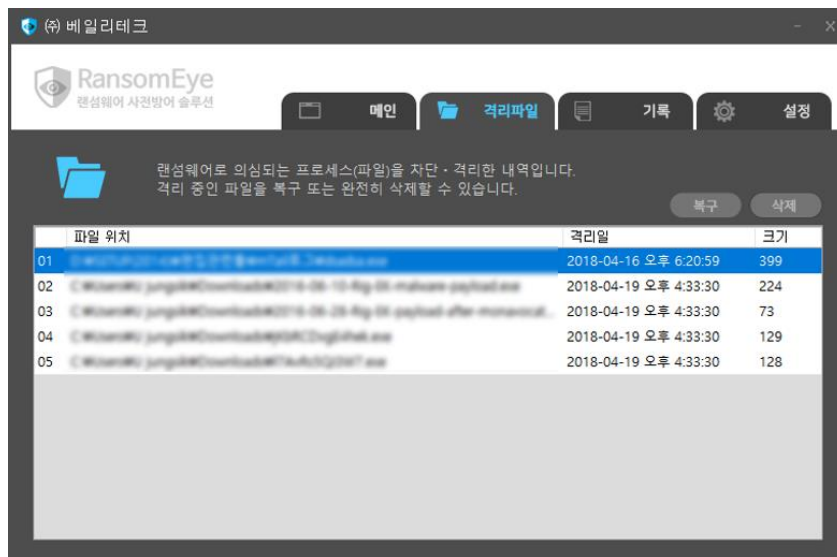 ㈜ 베일리테크
RansomEye
랜섬웨어 사전방어 솔루션
메인 격리파일 기록 설정
랜섬웨어로 의심되는 프로세스(파일)을 차단・격리한 내역입니다.
격리 중인 파일을 복구 또는 완전히 삭제할 수 있습니다.
복구 삭제
파일 위치 격리일 크기
01 2018-04-16 오후 6:20:59 399
02 2018-04-19 오후 4:33:30 224
03 2018-04-19 오후 4:33:30 73
04 2018-04-19 오후 4:33:30 129
05 2018-04-19 오후 4:33:30 128